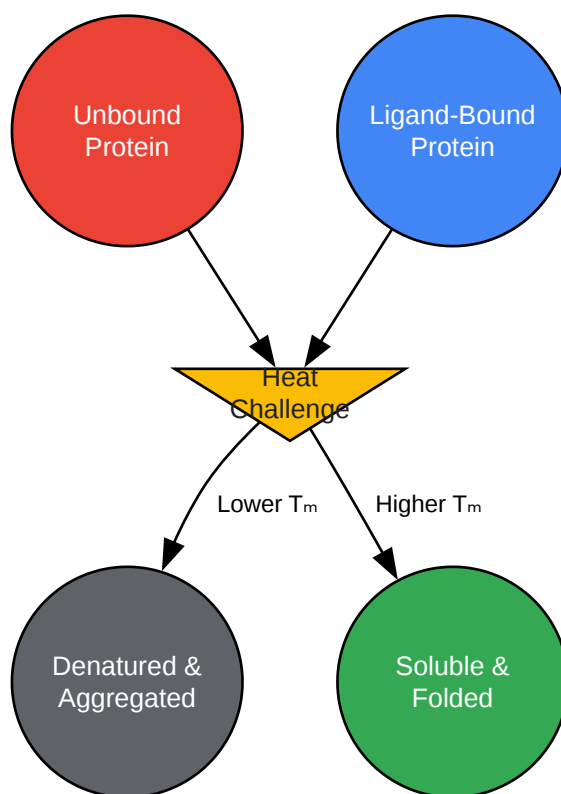 Unbound
Protein
Ligand-Bound
Protein
Heat
Challenge
Lower Tₘ
Higher Tₘ
Denatured &
Aggregated
Soluble &
Folded